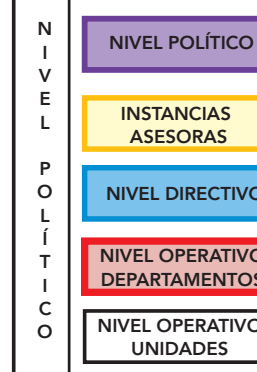 NIVEL POLÍTICO
NIVEL POLÍTICO
INSTANCIAS
ASESORAS
NIVEL DIRECTIVO
NIVEL OPERATIVO
DEPARTAMENTOS
NIVEL OPERATIVO
UNIDADES